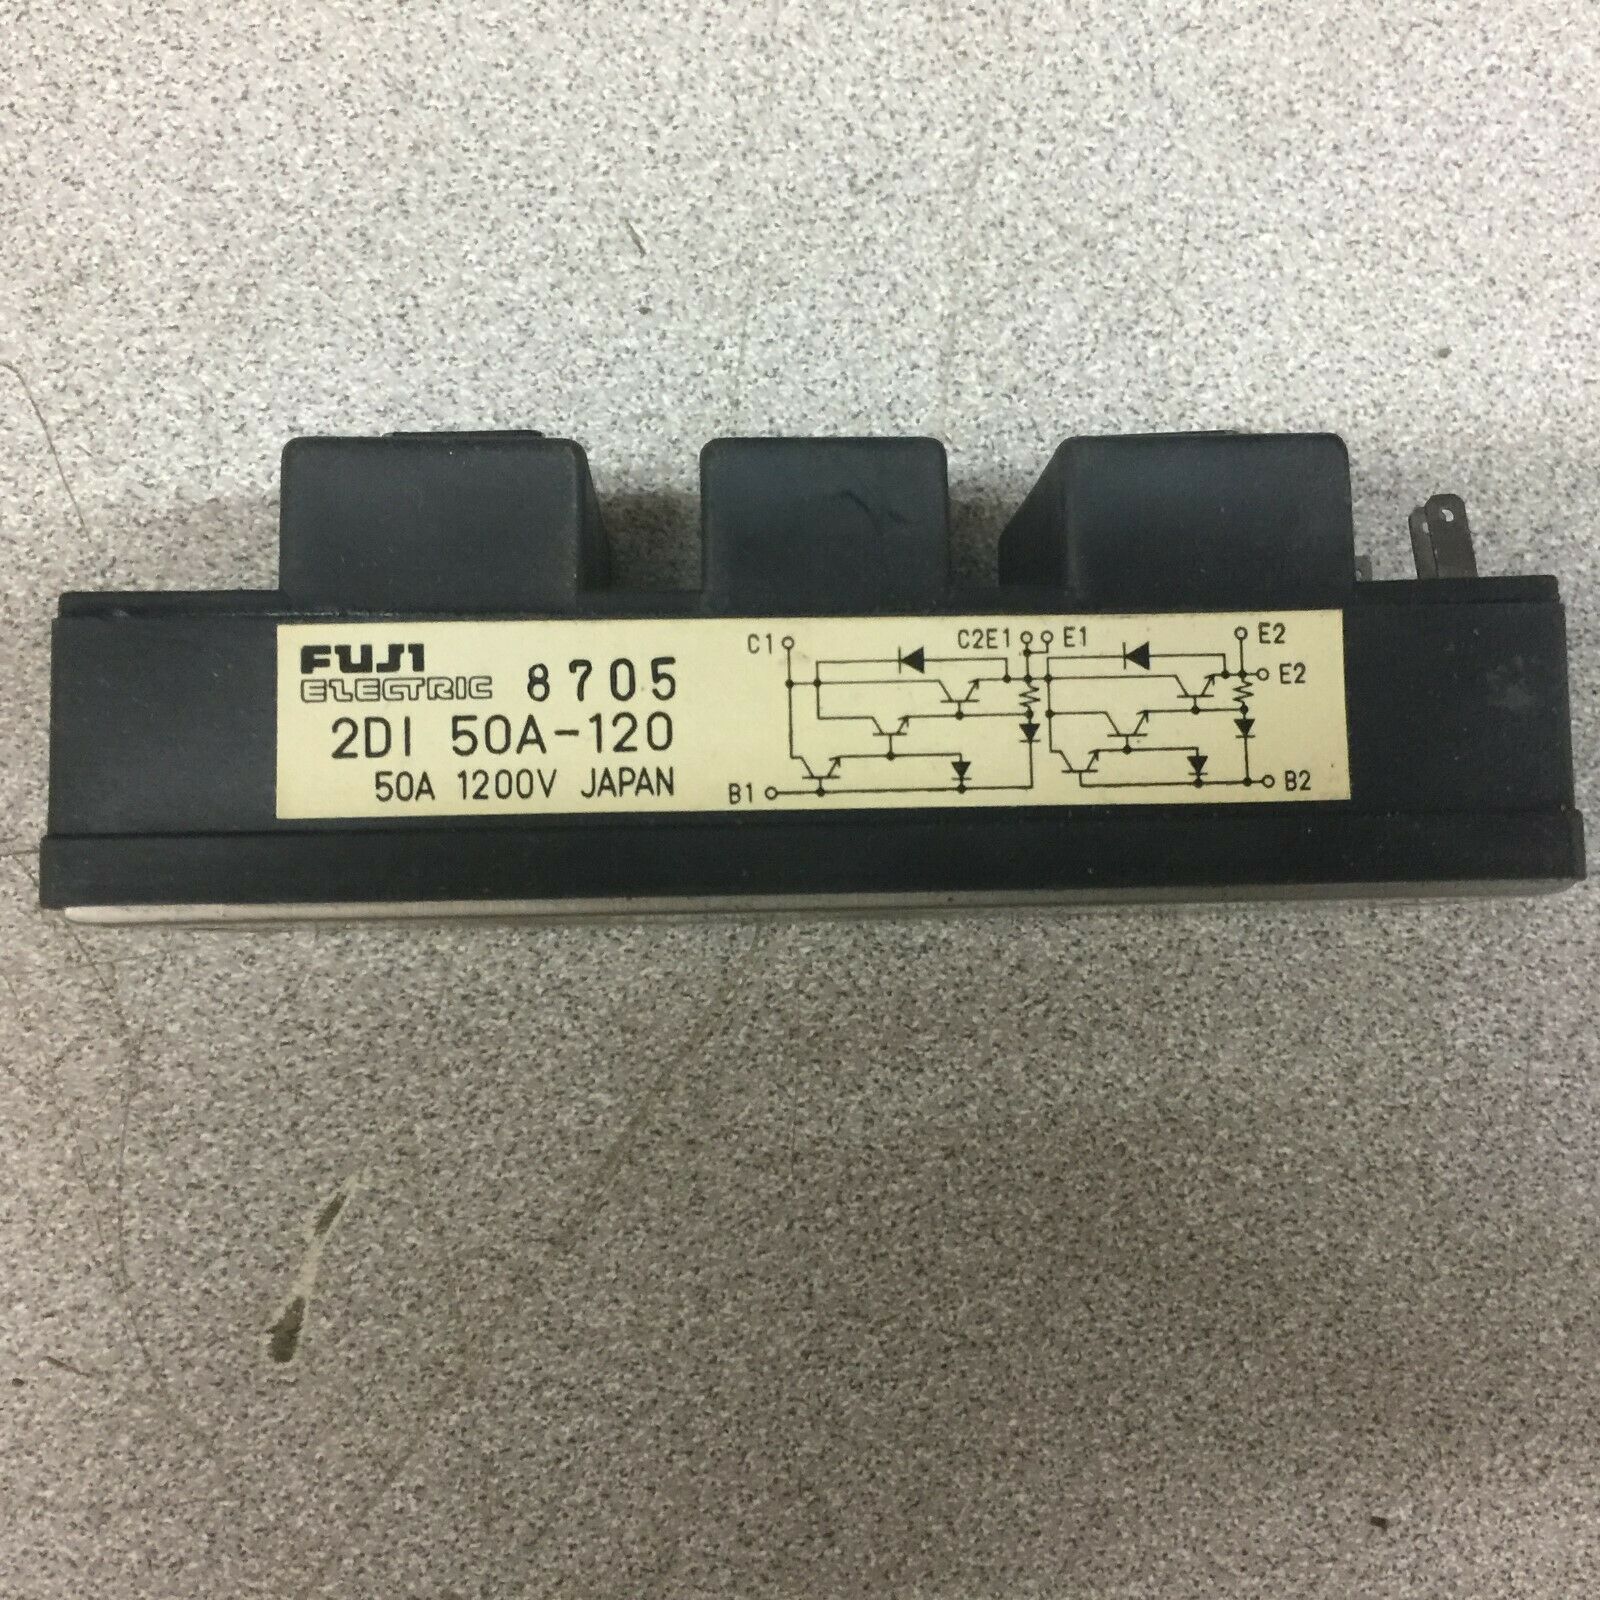 FUJI
ELECTRIC 8705
2DI 50A-120
50A 1200V JAPAN
C1 C2E1 E1 E2
E2
B1 B2